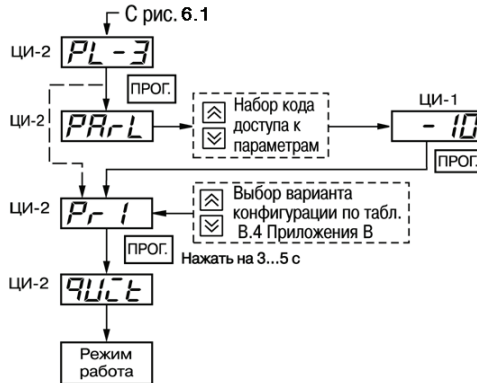 С рис. 6.1
ЦИ-2 PL-3
ПРОГ.
ЦИ-2 PArL
Набор кода
доступа к
параметрам
ЦИ-1
- 10
ПРОГ.
ЦИ-2 Pr 1
Выбор варианта
конфигурации по табл.
В.4 Приложения В
ПРОГ.
Нажать на 3...5 с
ЦИ-2 qUit
Режим
работа